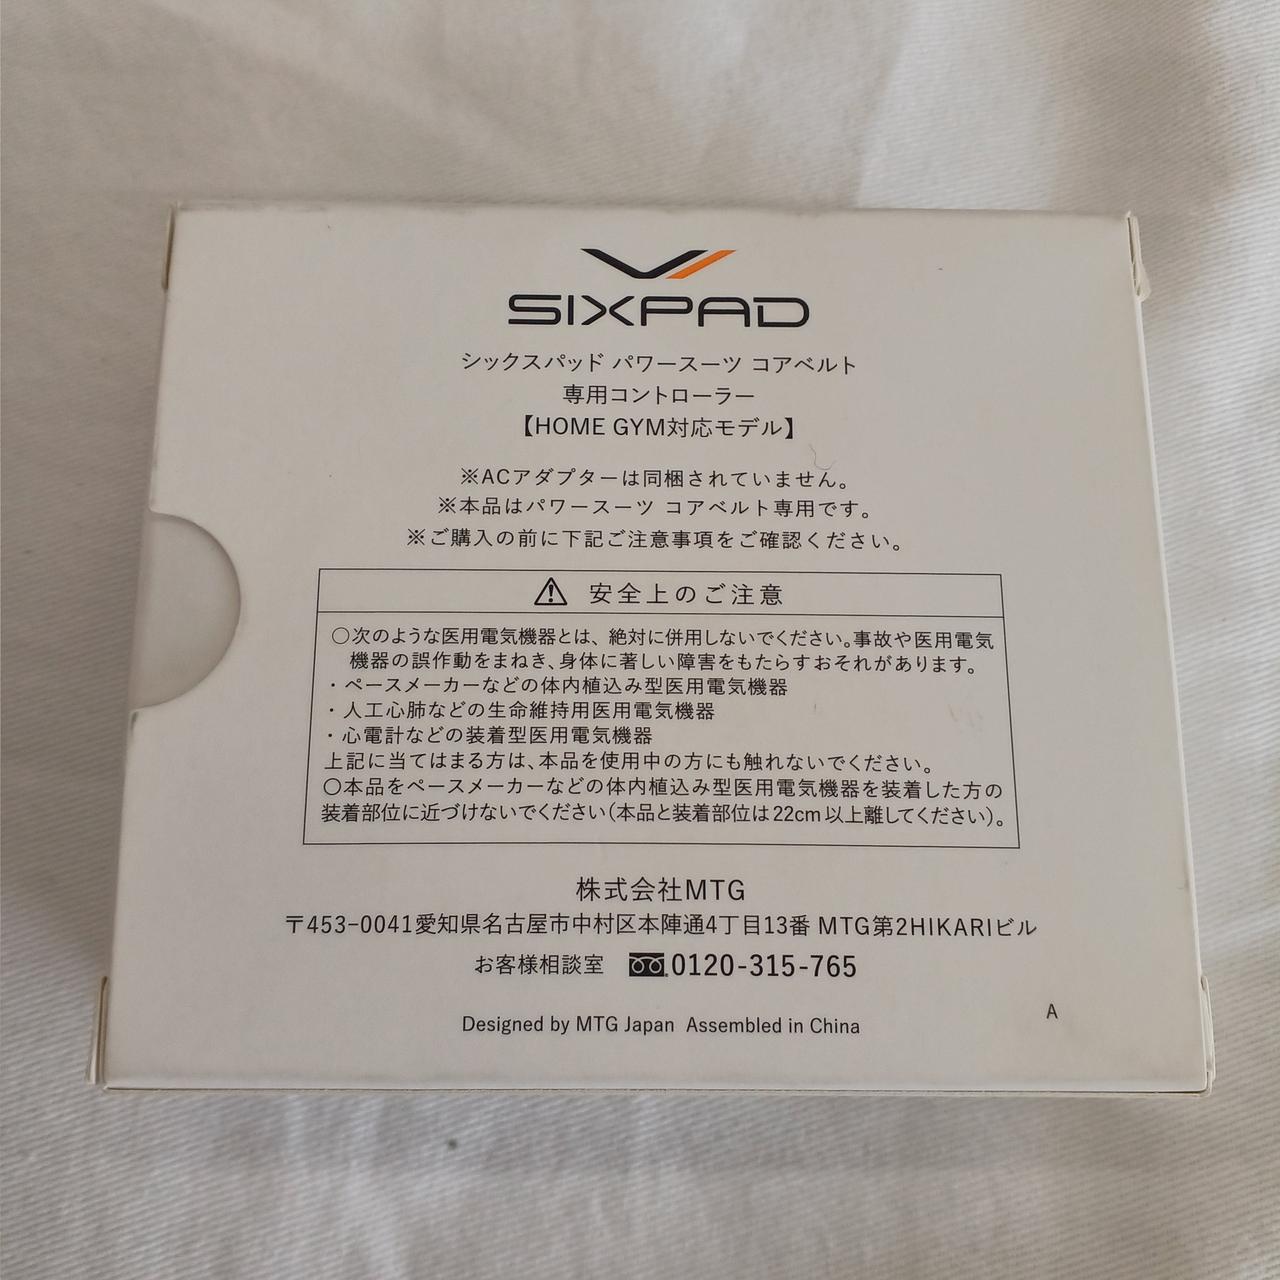 SIXPAD
シックスパッド パワースーツ コアベルト
専用コントローラー
【HOME GYM対応モデル】
※ACアダプターは同梱されていません。
※本品はパワースーツ コアベルト専用です。
※ご購入の前に下記ご注意事項をご確認ください。
安全上のご注意
○次のような医用電気機器とは、絶対に併用しないでください。事故や医用電気
機器の誤作動をまねき、身体に著しい障害をもたらすおそれがあります。
・ペースメーカーなどの体内植込み型医用電気機器
・人工心肺などの生命維持用医用電気機器
・心電計などの装着型医用電気機器
上記に当てはまる方は、本品を使用中の方にも触れないでください。
○本品をペースメーカーなどの体内植込み型医用電気機器を装着した方の
装着部位に近づけないでください(本品と装着部位は22cm以上離してください)。
株式会社MTG
〒453-0041愛知県名古屋市中村区本陣通4丁目13番 MTG第2HIKARIビル
お客様相談室 0120-315-765
Designed by MTG Japan Assembled in China
A